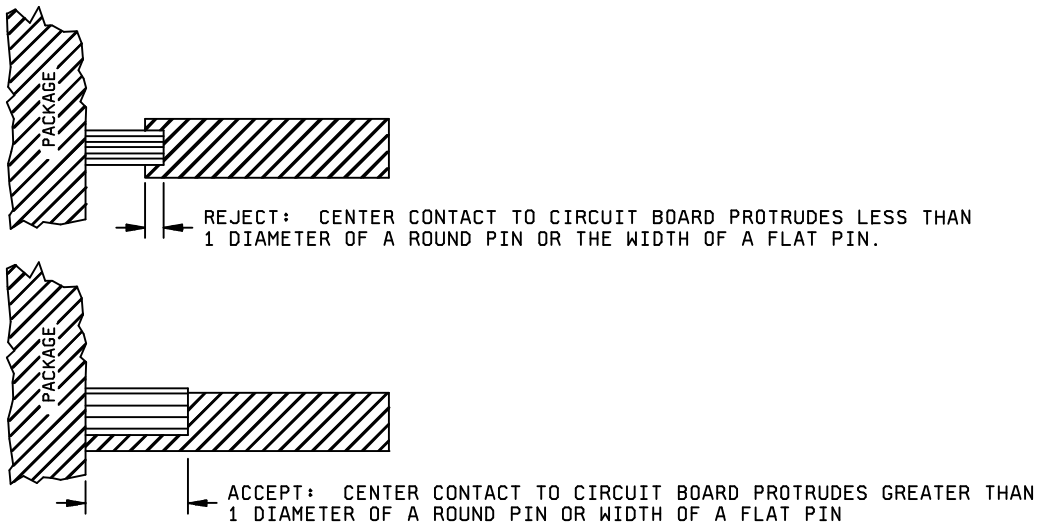 PACKAGE
REJECT: CENTER CONTACT TO CIRCUIT BOARD PROTRUDES LESS THAN
1 DIAMETER OF A ROUND PIN OR THE WIDTH OF A FLAT PIN.
PACKAGE
ACCEPT: CENTER CONTACT TO CIRCUIT BOARD PROTRUDES GREATER THAN
1 DIAMETER OF A ROUND PIN OR WIDTH OF A FLAT PIN